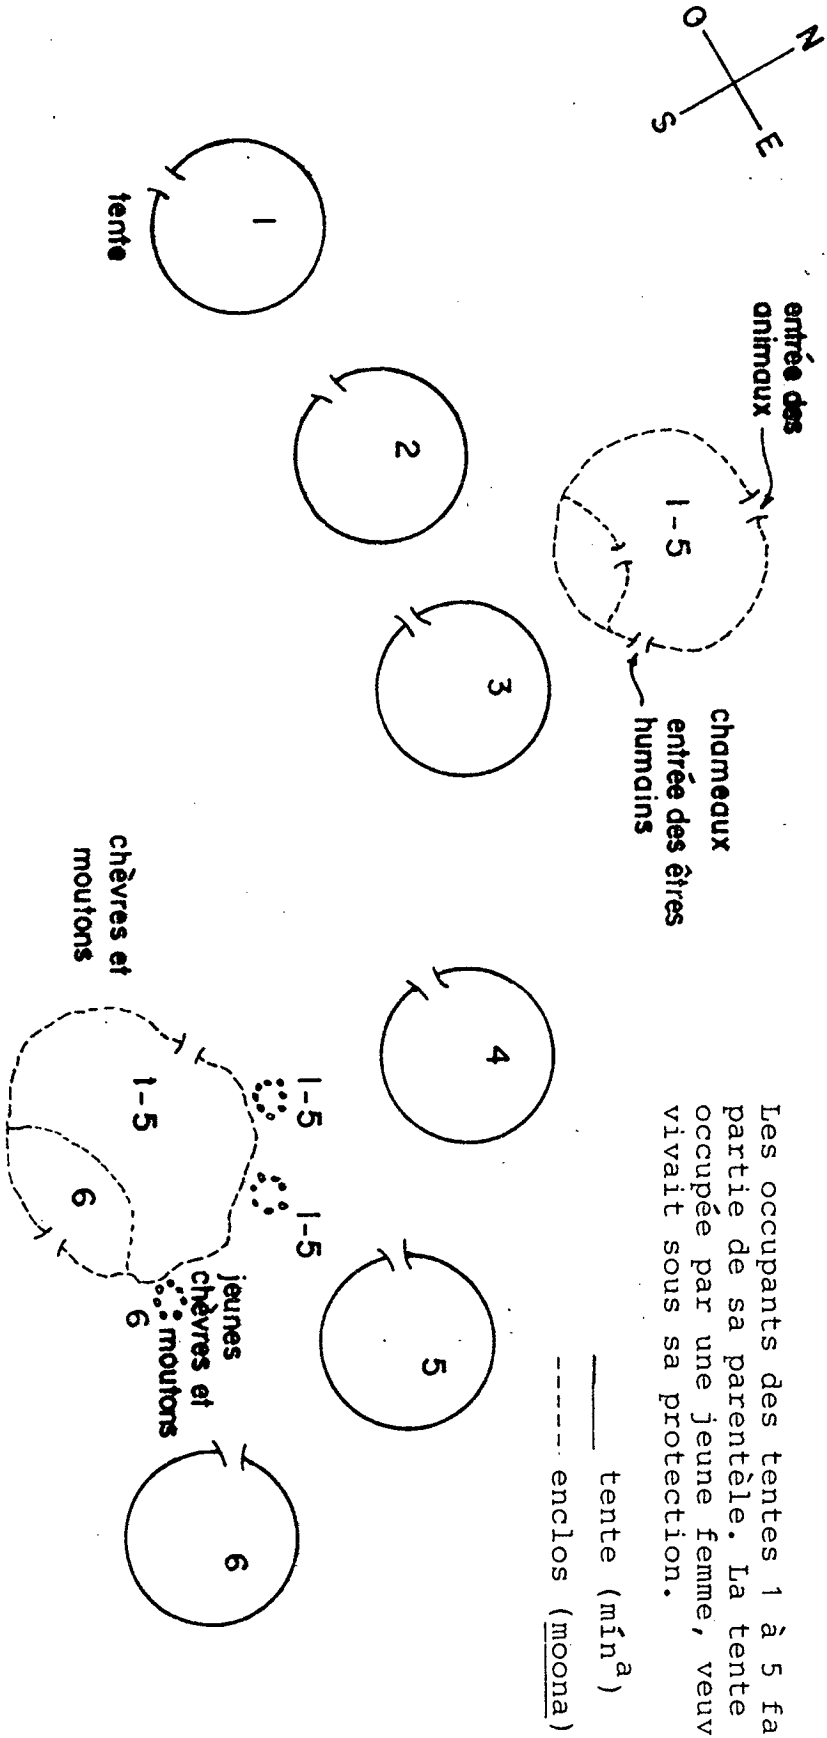 N
O
E
S
1
tente
2
entrée des
animaux
1-5
chameaux
entrée des êtres
humains
3
chèvres et
moutons
4
1-5
1-5
1-5
6
jeunes
chèvres et
moutons
6
5
6
Les occupants des tentes 1 à 5 fa
partie de sa parentèle. La tente
occupée par une jeune femme, veuv
vivait sous sa protection.
tente (mín^a)
enclos (moona)